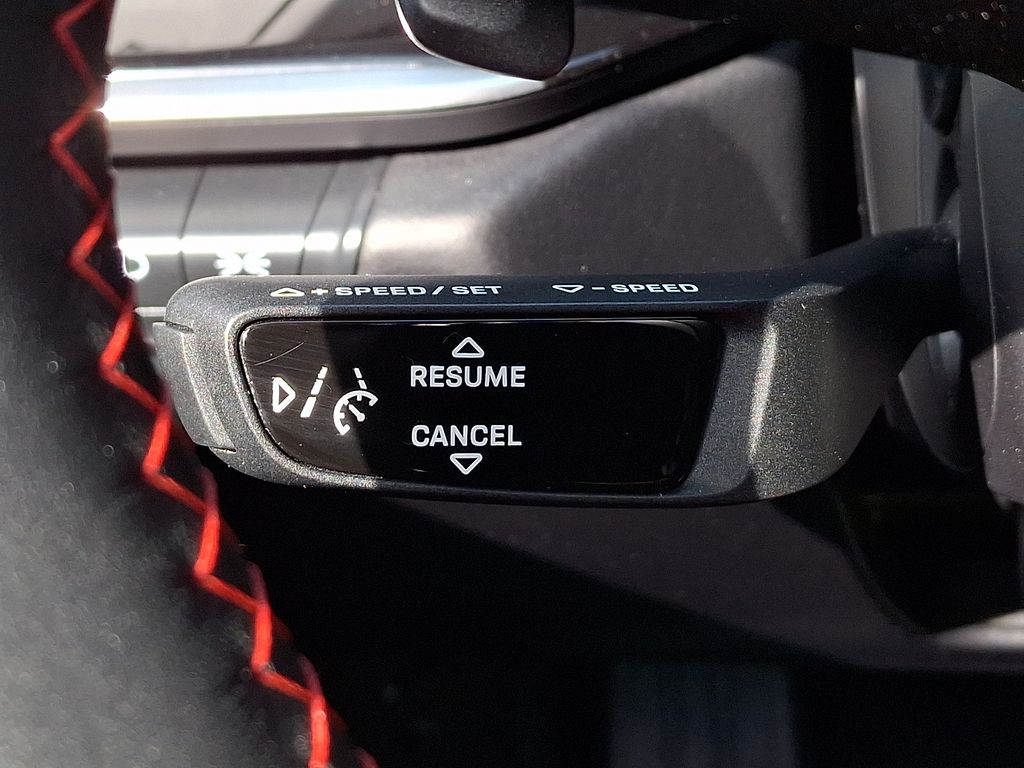 + SPEED / SET - SPEED
RESUME
CANCEL